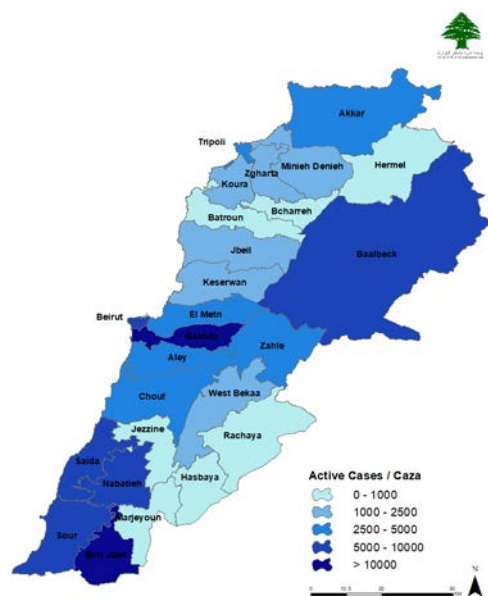 Akkar
Tripoli
Hermel
Zgharta
Minieh Denieh
Koura
Bcharreh
Batroun
Jbeil
Baalbeck
Keserwan
El Metn
Beirut
Baabda
Zahle
Aley
Chouf
West Bekaa
Jezzine
Rachaya
Saida
Hasbaya
Nabatieh
Marjeyoun
Sour
Bint Jbeil
Active Cases / Caza
0 - 1000
1000 - 2500
2500 - 5000
5000 - 10000
> 10000
N